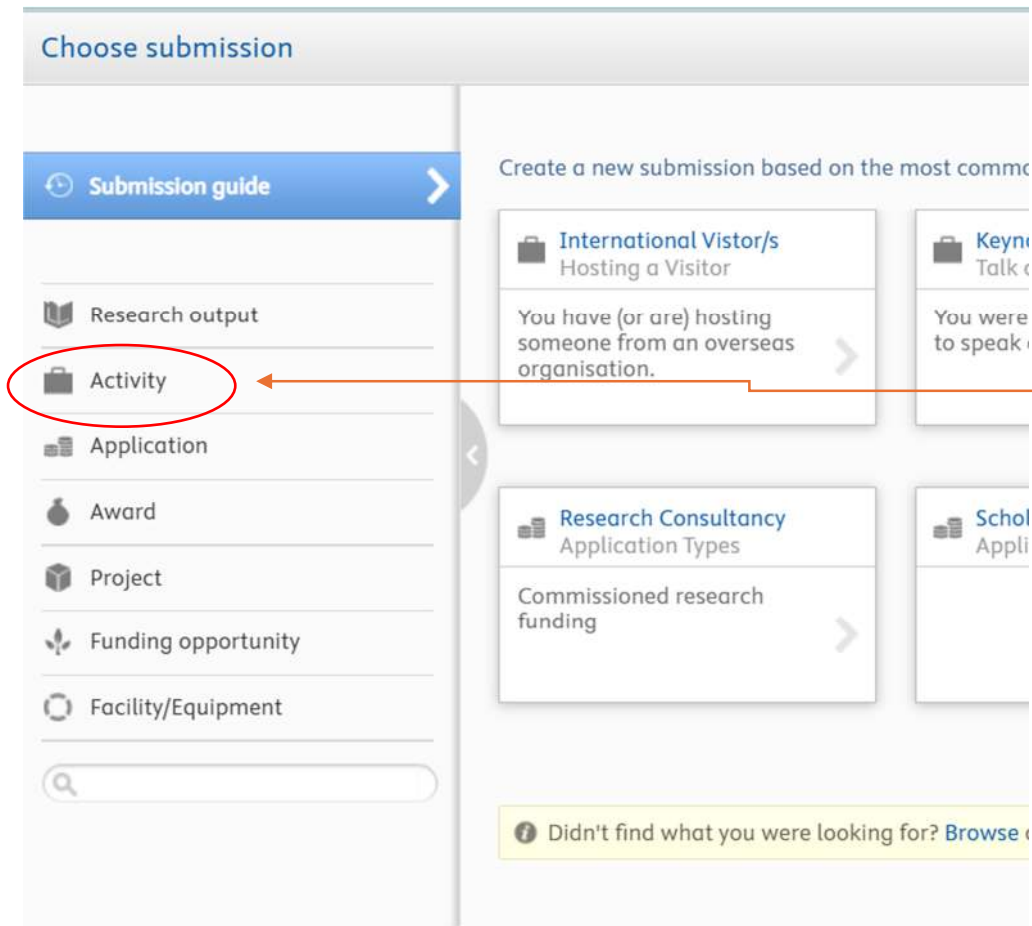 Choose submission
Submission guide
Research output
Activity
Application
Award
Project
Funding opportunity
Facility/Equipment
Create a new submission based on the most
International Vistor/s
Hosting a Visitor
You have (or are) hosting
someone from an overseas
organisation.
Talk
You were
to speak
Research Consultancy
Application Types
Commissioned research
funding
Didn't find what you were looking for? Browse